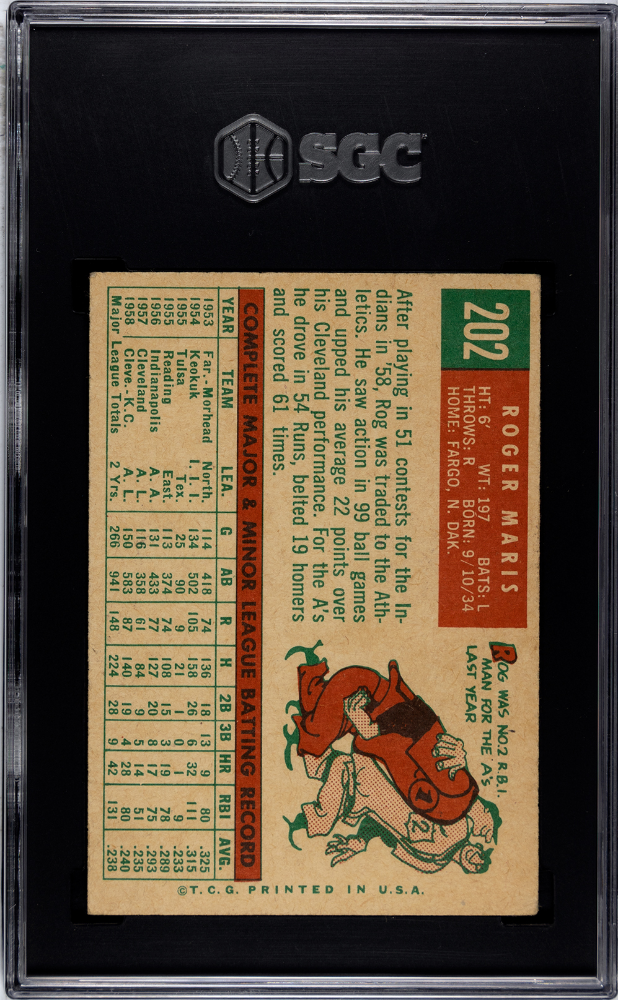 SGC
202
ROGER MARIS
HT: 6' WT: 197 BATS: L
THROWS: R BORN: 9/10/34
HOME: FARGO, N. DAK.
ROG WAS NO.2 R.B.I.
MAN FOR THE A's
LAST YEAR
1
2
After playing in 51 contests for the In-
dians in '58, Rog was traded to the Ath-
letics. He saw action in 99 ball games
and upped his average 22 points over
his Cleveland performance. For the A's
he drove in 54 Runs, belted 19 homers
and scored 61 times.
COMPLETE MAJOR & MINOR LEAGUE BATTING RECORD
YEAR TEAM LEA. G AB R H 2B 3B HR RBI AVG.
1953 Far.-Morhead North. 114 418 74 136 18 13 9 80 .325
1954 Keokuk I. I. I. 134 502 105 158 26 6 32 111 .315
1955 Tulsa Tex. 25 90 9 21 1 0 1 9 .233
1955 Reading East. 113 374 74 108 15 3 19 78 .289
1956 Indianapolis A. A. 131 433 77 127 20 8 17 75 .293
1957 Cleveland A. L. 116 358 61 84 9 5 14 51 .235
1958 Cleve.-K.C. A. L. 150 583 87 140 19 4 28 80 .240
Major League Totals 2 Yrs. 266 941 148 224 28 9 42 131 .238
©T.C.G. PRINTED IN U.S.A.